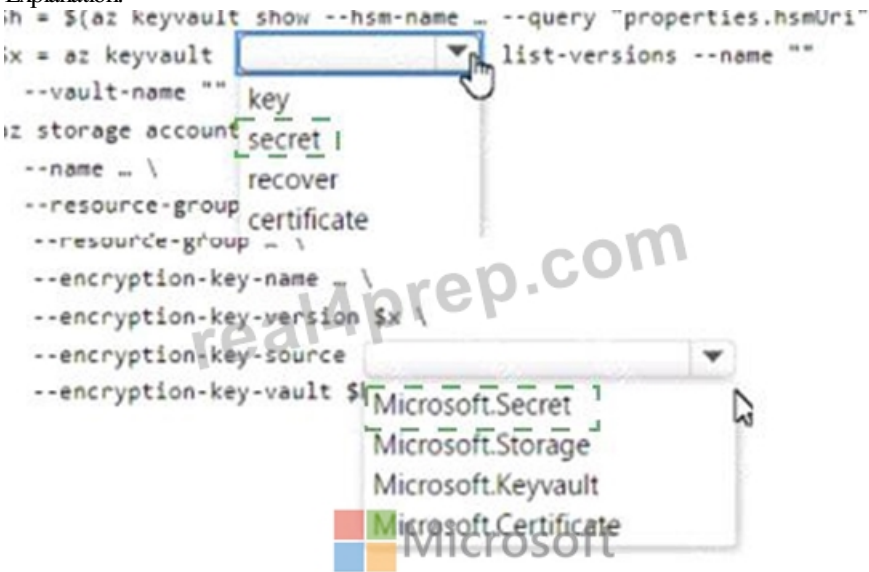 Explanation:
$h = $(az keyvault show --hsm-name … --query "properties.hsmUri"
$x = az keyvault list-versions --name ""
--vault-name ""
key
az storage account
secret
--name … \
recover
--resource-group
certificate
--resource-group … \
--encryption-key-name … \
--encryption-key-version $x \
--encryption-key-source
--encryption-key-vault $h
Microsoft.Secret
Microsoft.Storage
Microsoft.Keyvault
Microsoft.Certificate
real4prep.com
Microsoft